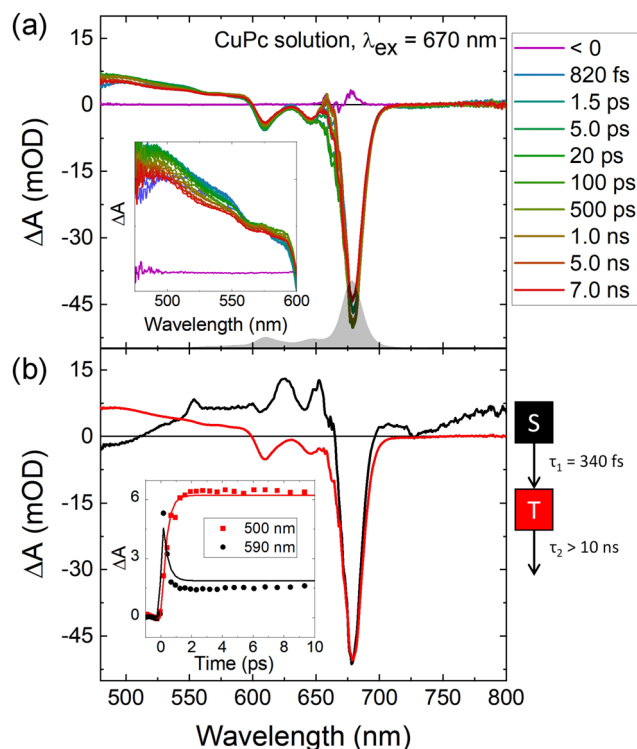 (a)
CuPc solution, λex = 670 nm
15
0
-15
-30
-45
ΔA (mOD)
ΔA
500 550 600
Wavelength (nm)
< 0
820 fs
1.5 ps
5.0 ps
20 ps
100 ps
500 ps
1.0 ns
5.0 ns
7.0 ns
(b)
15
0
-15
-30
-45
ΔA (mOD)
6
3
0
ΔA
500 nm
590 nm
0 2 4 6 8 10
Time (ps)
500 550 600 650 700 750 800
Wavelength (nm)
S
τ1 = 340 fs
T
τ2 > 10 ns